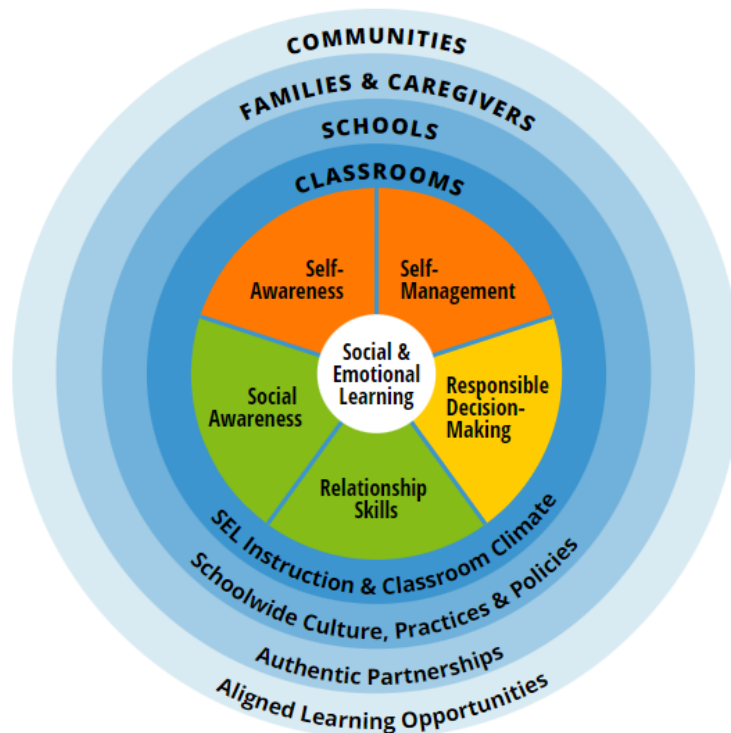 COMMUNITIES
FAMILIES & CAREGIVERS
SCHOOLS
CLASSROOMS
Self-
Awareness
Self-
Management
Social &
Emotional
Learning
Social
Awareness
Responsible
Decision-
Making
Relationship
Skills
SEL Instruction & Classroom Climate
Schoolwide Culture, Practices & Policies
Authentic Partnerships
Aligned Learning Opportunities